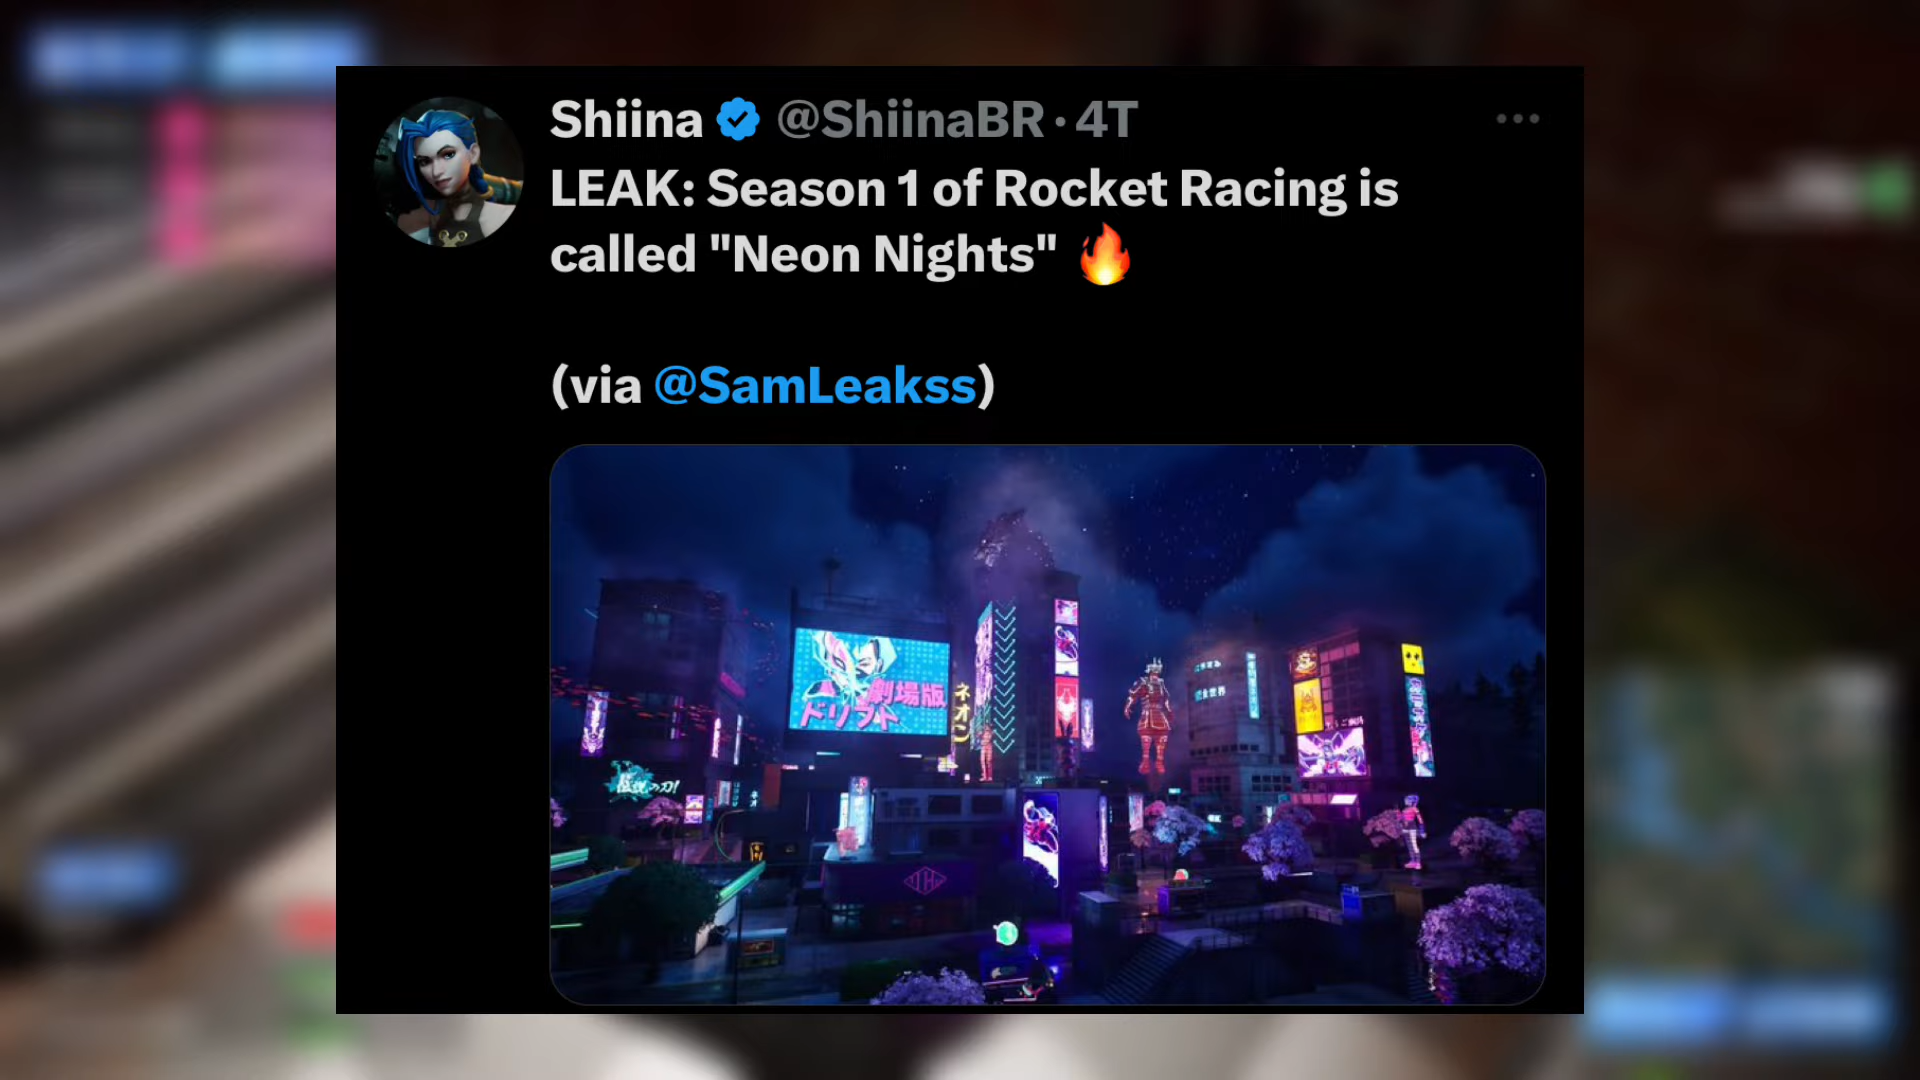 Shiina @ShiinaBR · 4T
LEAK: Season 1 of Rocket Racing is
called "Neon Nights" 🔥
(via @SamLeakss)
劇場版
ドリフト
ネオン